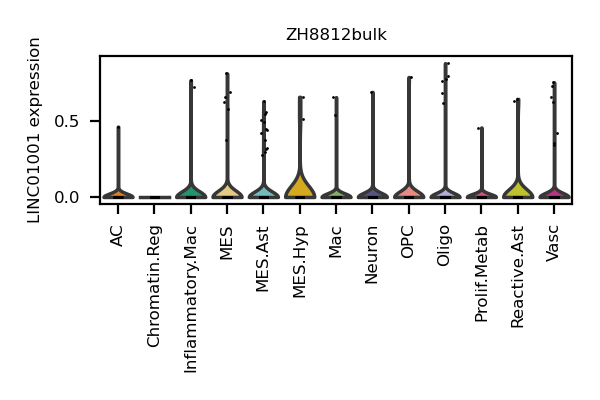 ZH8812bulk
LINC01001 expression
0.5
0.0
AC
Chromatin.Reg
Inflammatory.Mac
MES
MES.Ast
MES.Hyp
Mac
Neuron
OPC
Oligo
Prolif.Metab
Reactive.Ast
Vasc